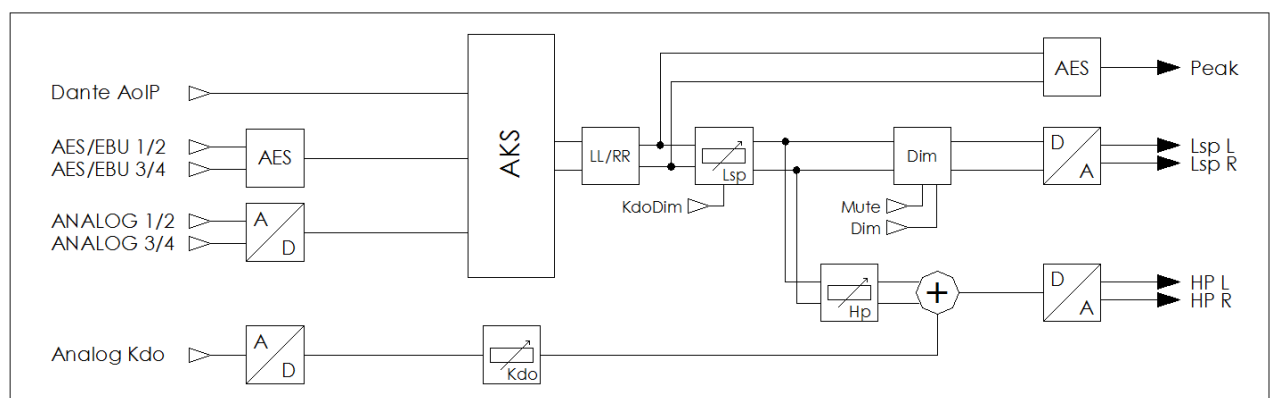 Dante AoIP
AES/EBU 1/2
AES/EBU 3/4
AES
ANALOG 1/2
ANALOG 3/4
A
D
Analog Kdo
A
D
AKS
Kdo
LL/RR
Lsp
KdoDim
Dim
Mute
Dim
Hp
+
AES
Peak
D
A
Lsp L
Lsp R
D
A
HP L
HP R